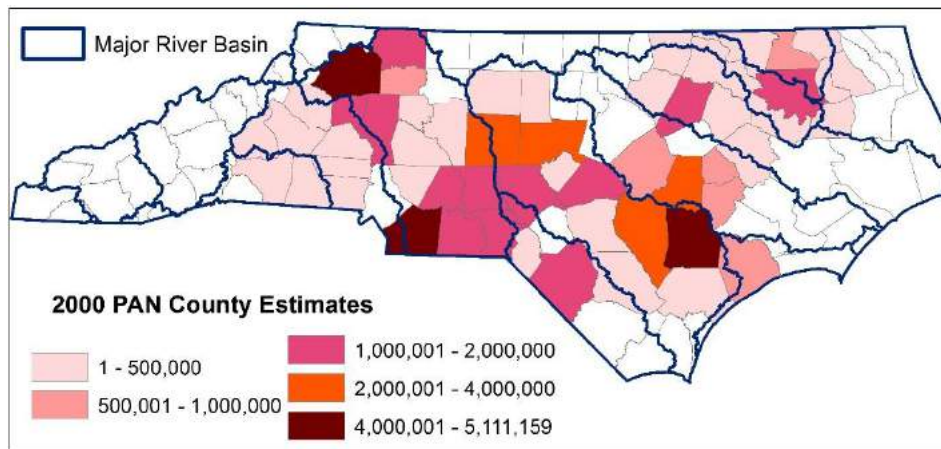 Major River Basin
2000 PAN County Estimates
1 - 500,000
500,001 - 1,000,000
1,000,001 - 2,000,000
2,000,001 - 4,000,000
4,000,001 - 5,111,159